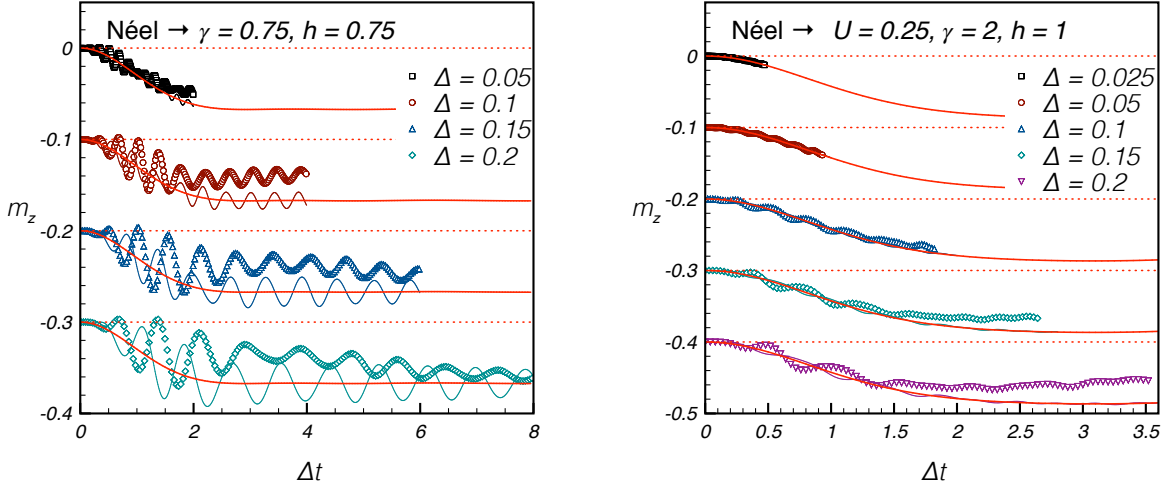 Néel → γ = 0.75, h = 0.75
0
-0.1
-0.2
-0.3
-0.4
m_z
Δ = 0.05
Δ = 0.1
Δ = 0.15
Δ = 0.2
0 2 4 6 8
Δt
Néel → U = 0.25, γ = 2, h = 1
0
-0.1
-0.2
-0.3
-0.4
-0.5
m_z
Δ = 0.025
Δ = 0.05
Δ = 0.1
Δ = 0.15
Δ = 0.2
0 0.5 1 1.5 2 2.5 3 3.5
Δt